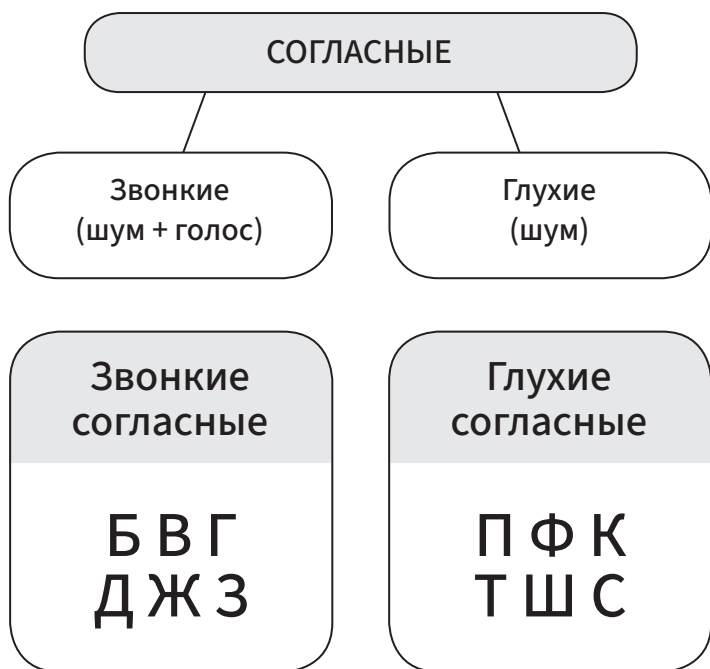 СОГЛАСНЫЕ
Звонкие
(шум + голос)
Глухие
(шум)
Звонкие
согласные
Б В Г
Д Ж З
Глухие
согласные
П Ф К
Т Ш С